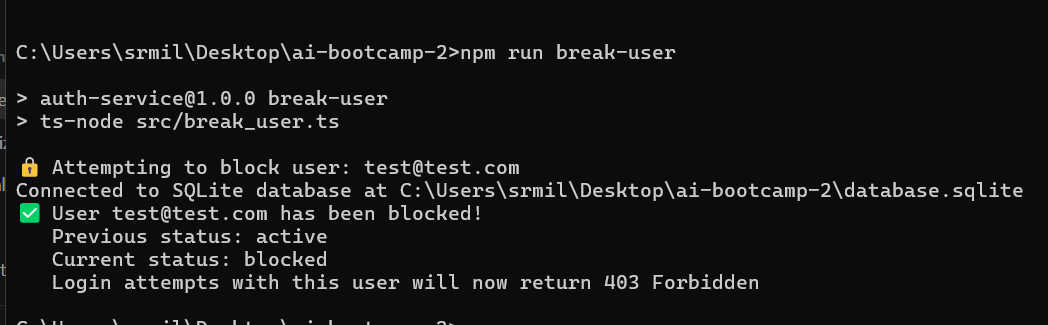 C:\Users\srmil\Desktop\ai-bootcamp-2>npm run break-user
> auth-service@1.0.0 break-user
> ts-node src/break_user.ts
🔒 Attempting to block user: test@test.com
Connected to SQLite database at C:\Users\srmil\Desktop\ai-bootcamp-2\database.sqlite
✅ User test@test.com has been blocked!
Previous status: active
Current status: blocked
Login attempts with this user will now return 403 Forbidden